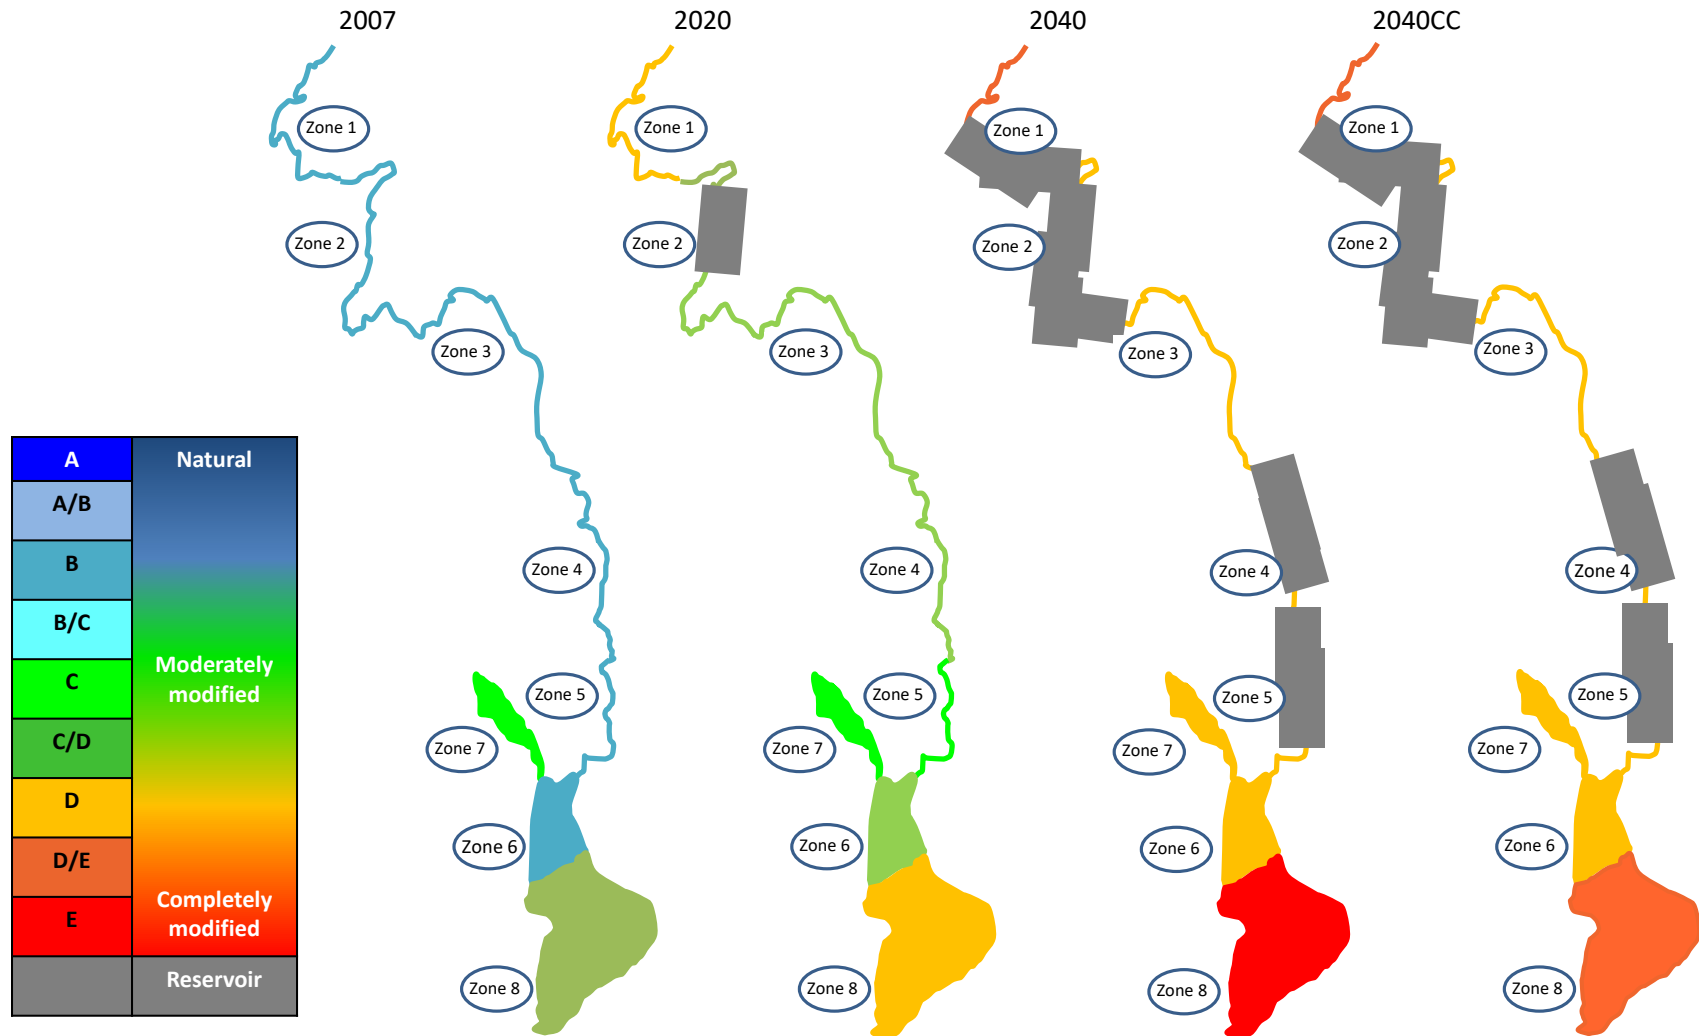 2007
2020
2040
2040CC
Zone 1
Zone 1
Zone 1
Zone 1
Zone 2
Zone 2
Zone 2
Zone 2
Zone 3
Zone 3
Zone 3
Zone 3
A
Natural
A/B
B
B/C
C
Moderately
modified
C/D
D
D/E
E
Completely
modified
Reservoir
Zone 4
Zone 4
Zone 4
Zone 4
Zone 5
Zone 5
Zone 5
Zone 5
Zone 7
Zone 7
Zone 7
Zone 7
Zone 6
Zone 6
Zone 6
Zone 6
Zone 8
Zone 8
Zone 8
Zone 8